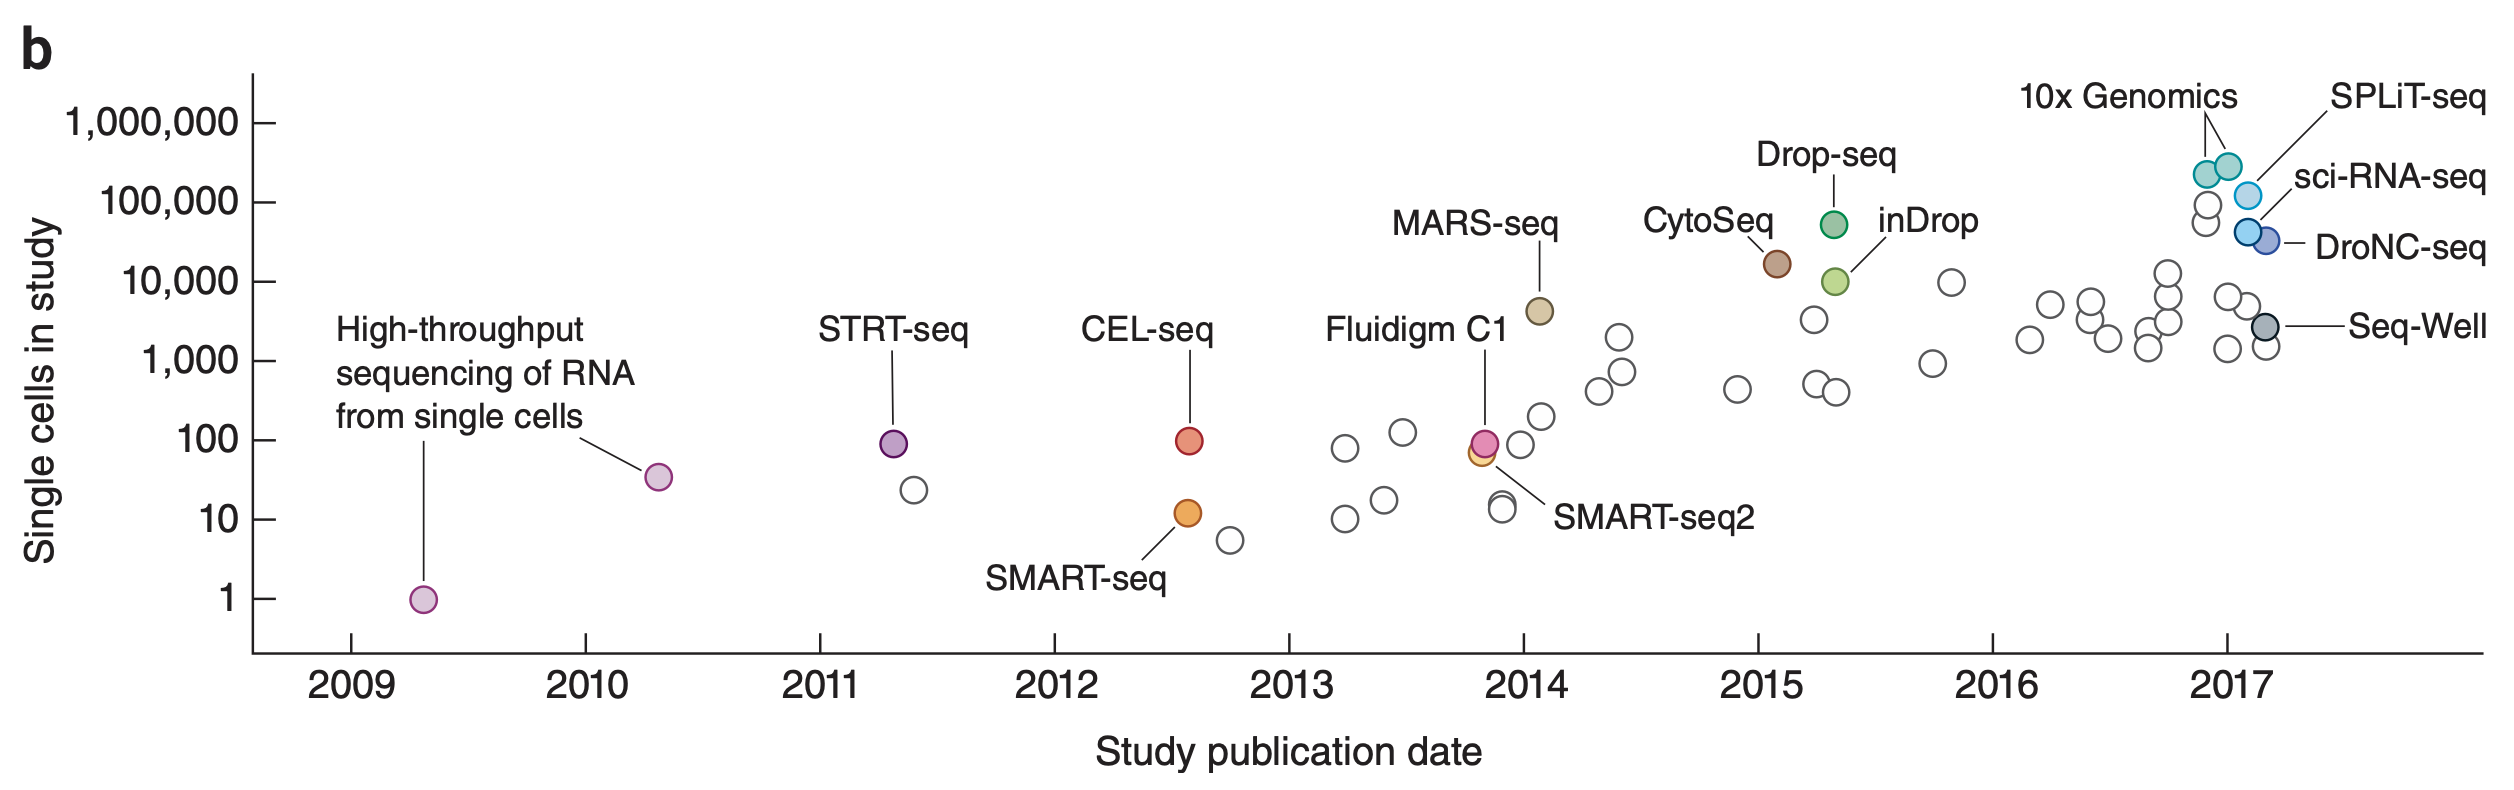 b
Single cells in study
1,000,000
100,000
10,000
1,000
100
10
1
High-throughput
sequencing of RNA
from single cells
STRT-seq
CEL-seq
SMART-seq
Fluidigm C1
SMART-seq2
MARS-seq
CytoSeq
Drop-seq
inDrop
10x Genomics
SPLiT-seq
sci-RNA-seq
DroNC-seq
Seq-Well
2009
2010
2011
2012
2013
2014
2015
2016
2017
Study publication date